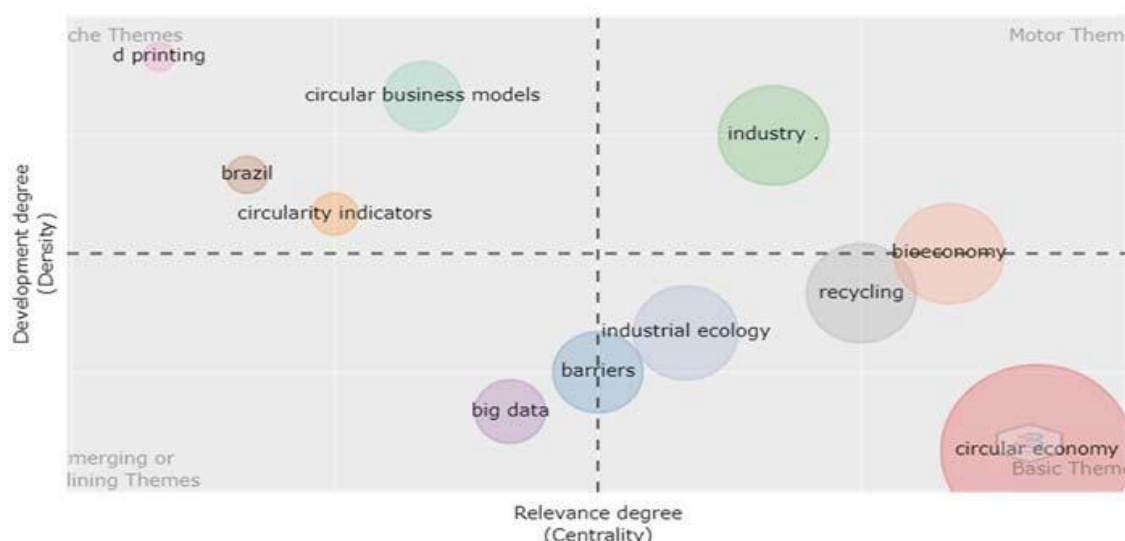 che Themes
Motor Them
d printing
circular business models
industry .
brazil
circularity indicators
Development degree
(Density)
bioeconomy
recycling
industrial ecology
barriers
big data
circular economy
merging or
lining Themes
Basic Theme
Relevance degree
(Centrality)